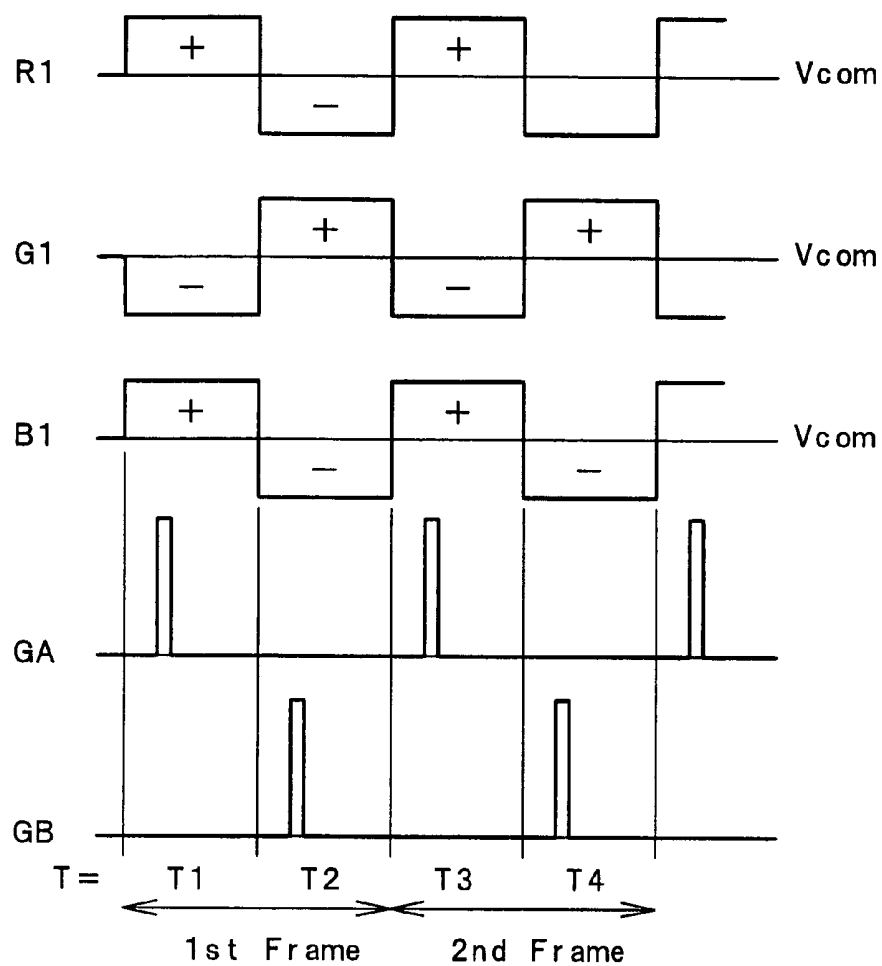 + +
R1 Vcom
−
+ +
G1 Vcom
− −
+ +
B1 Vcom
− −
GA
GB
T= T1 T2 T3 T4
1st Frame 2nd Frame